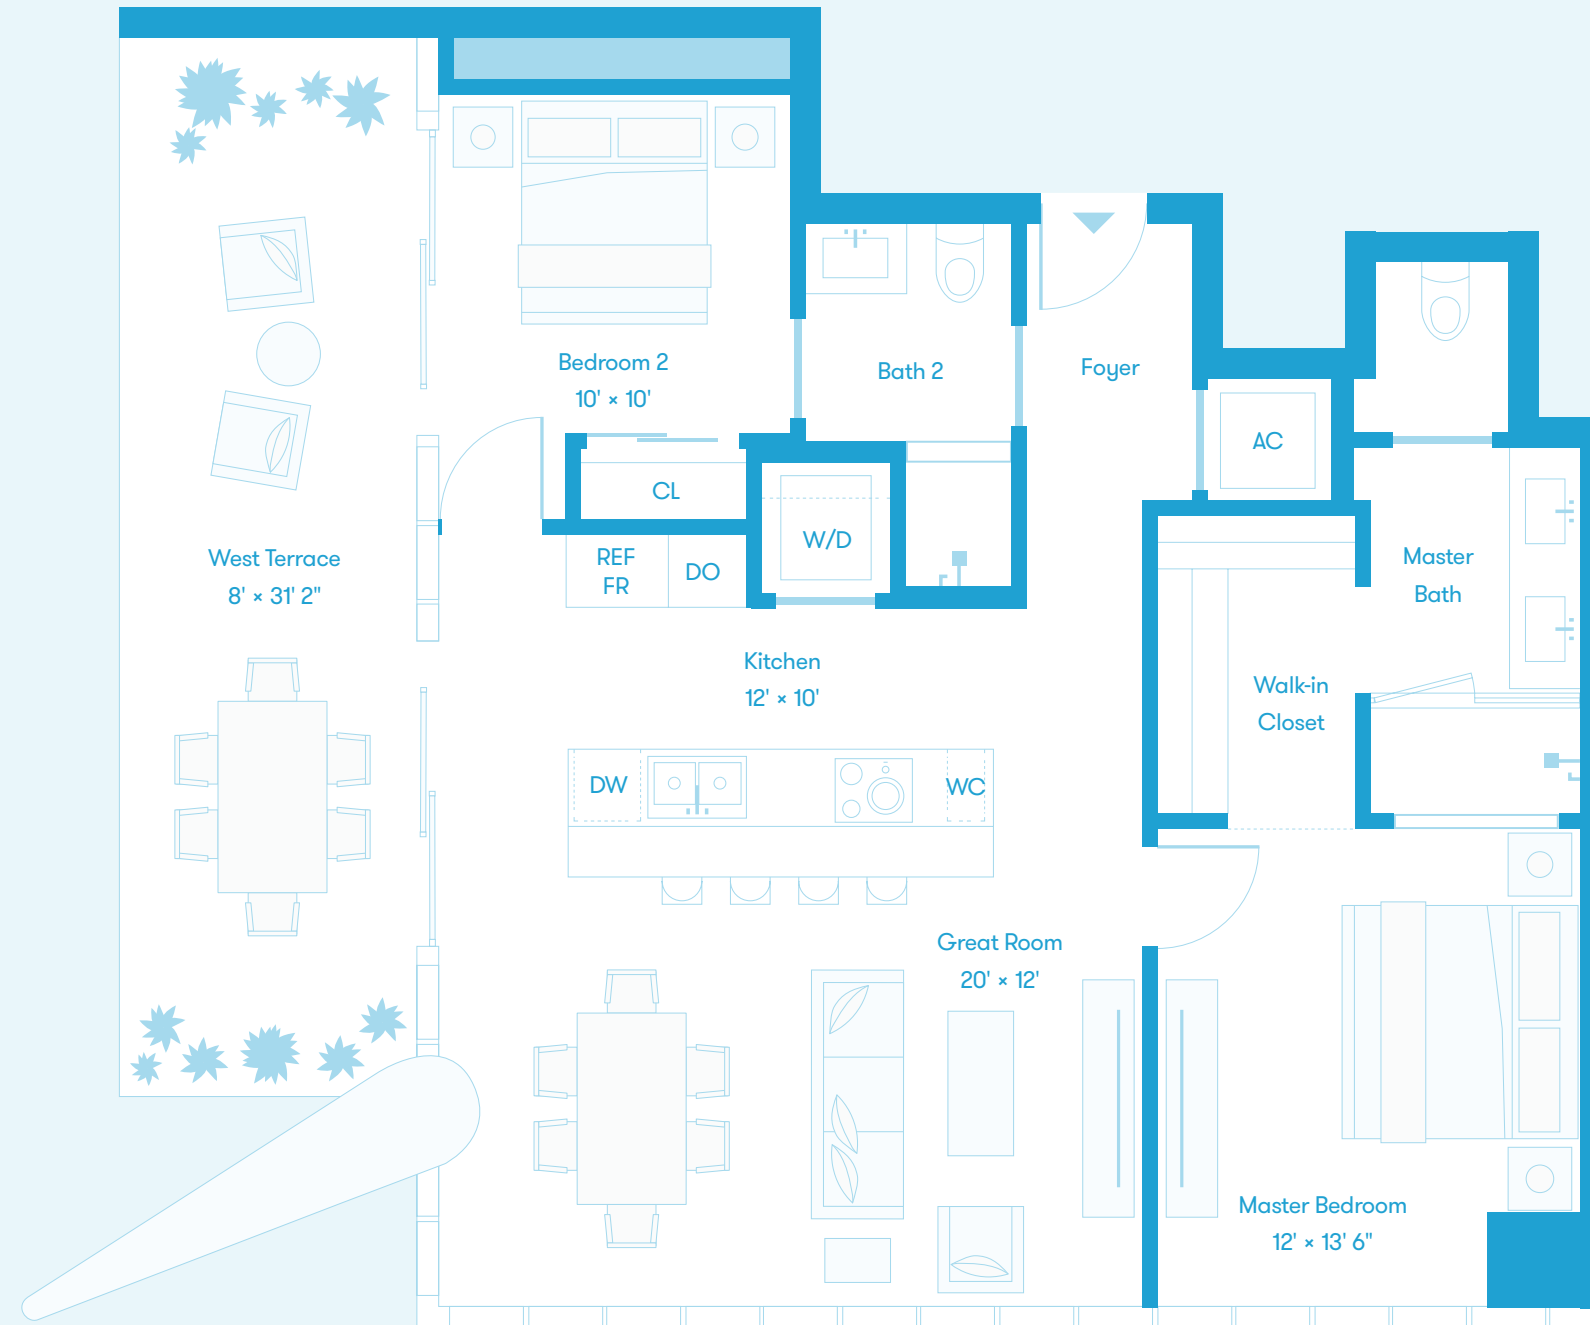 Bedroom 2
10' × 10'
Bath 2
Foyer
AC
CL
W/D
REF
FR
DO
West Terrace
8' × 31' 2"
Master
Bath
Kitchen
12' × 10'
Walk-in
Closet
DW
WC
Great Room
20' × 12'
Master Bedroom
12' × 13' 6"